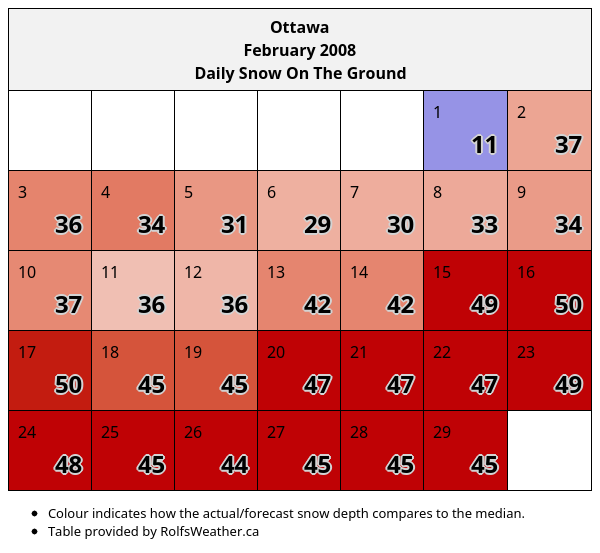 Ottawa
February 2008
Daily Snow On The Ground
1 2
11 37
3 4 5 6 7 8 9
36 34 31 29 30 33 34
10 11 12 13 14 15 16
37 36 36 42 42 49 50
17 18 19 20 21 22 23
50 45 45 47 47 47 49
24 25 26 27 28 29
48 45 44 45 45 45
• Colour indicates how the actual/forecast snow depth compares to the median.
• Table provided by RolfsWeather.ca